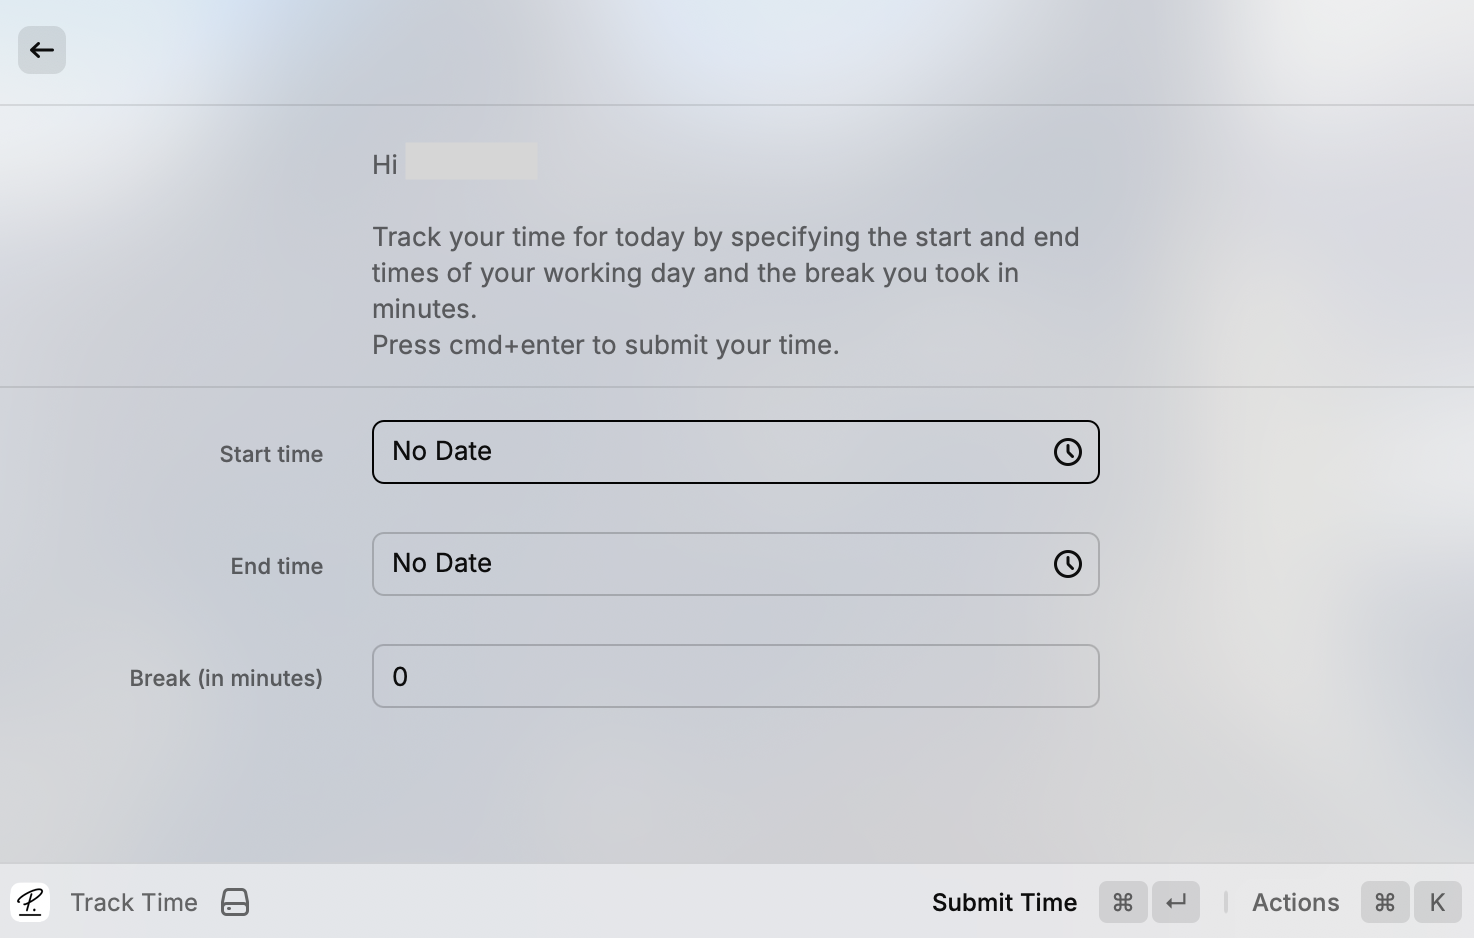 Hi
Track your time for today by specifying the start and end
times of your working day and the break you took in
minutes.
Press cmd+enter to submit your time.
Start time No Date
End time No Date
Break (in minutes) 0
P. Track Time Submit Time ⌘ ↵ | Actions ⌘ K